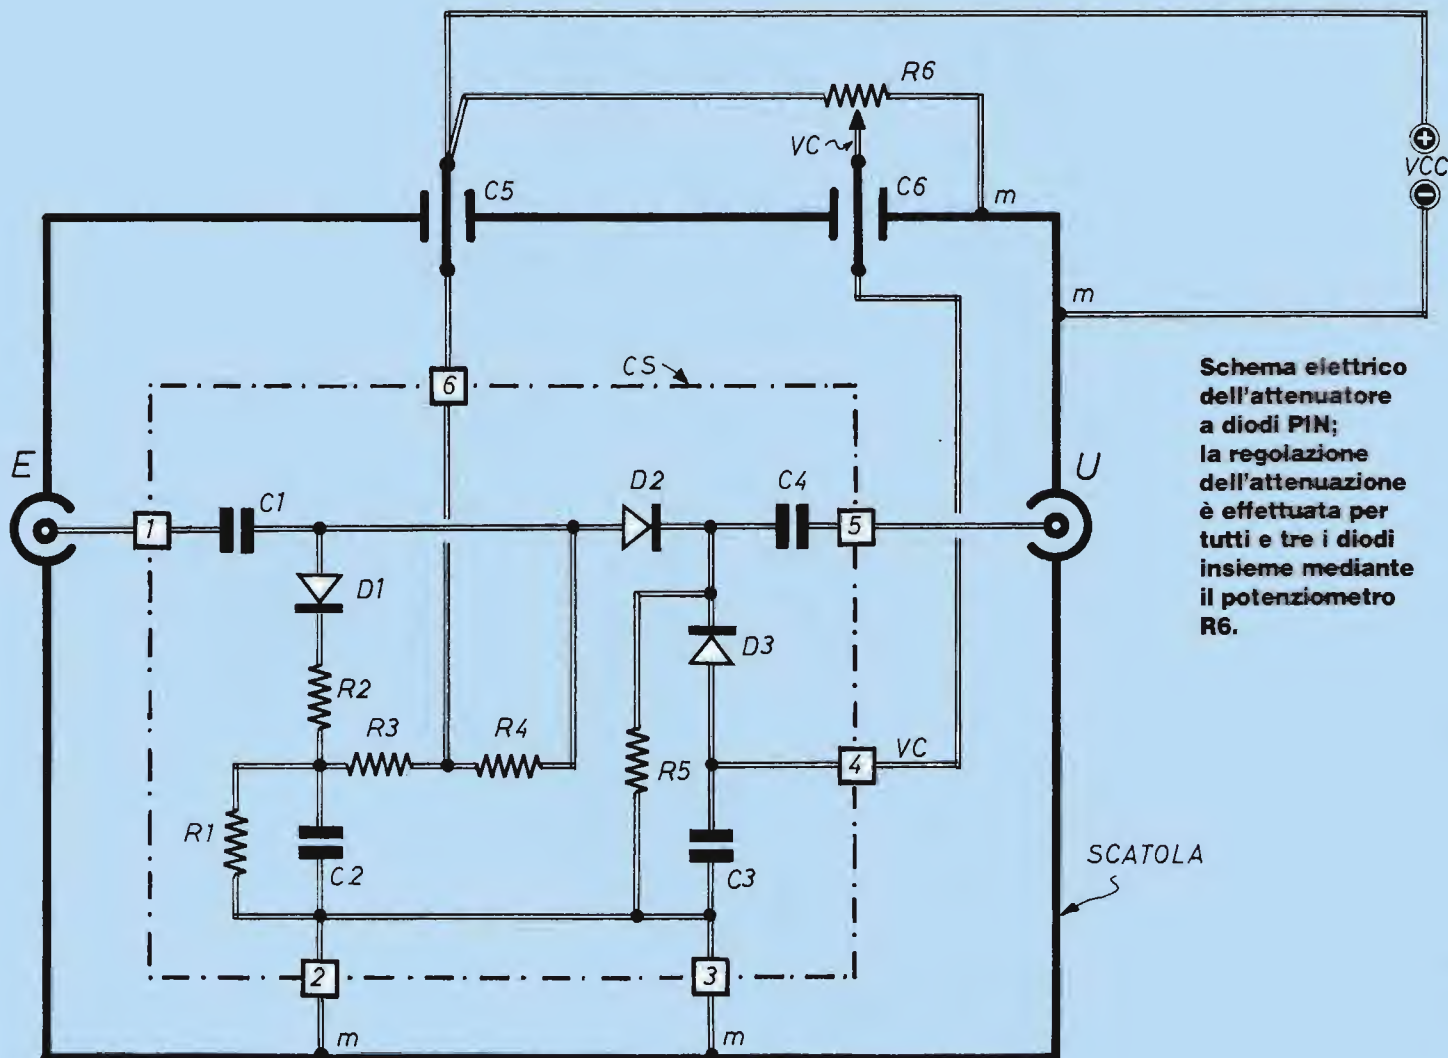 R6
VC
+
VCC
−
C5
C6
m
m
CS
6
E
C1
D2
C4
U
1
5
D1
D3
R2
R3
R4
R5
4
VC
R1
C2
C3
SCATOLA
2
3
m
m
Schema elettrico
dell'attenuatore
a diodi PIN;
la regolazione
dell'attenuazione
è effettuata per
tutti e tre i diodi
insieme mediante
il potenziometro
R6.